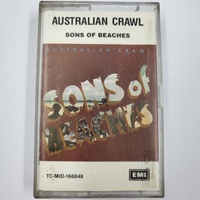 AUSTRALIAN CRAWL
SONS OF BEACHES
AUSTRALIAN CRAWL
SONS of
BEACHES
TC-MID-166048
EMI